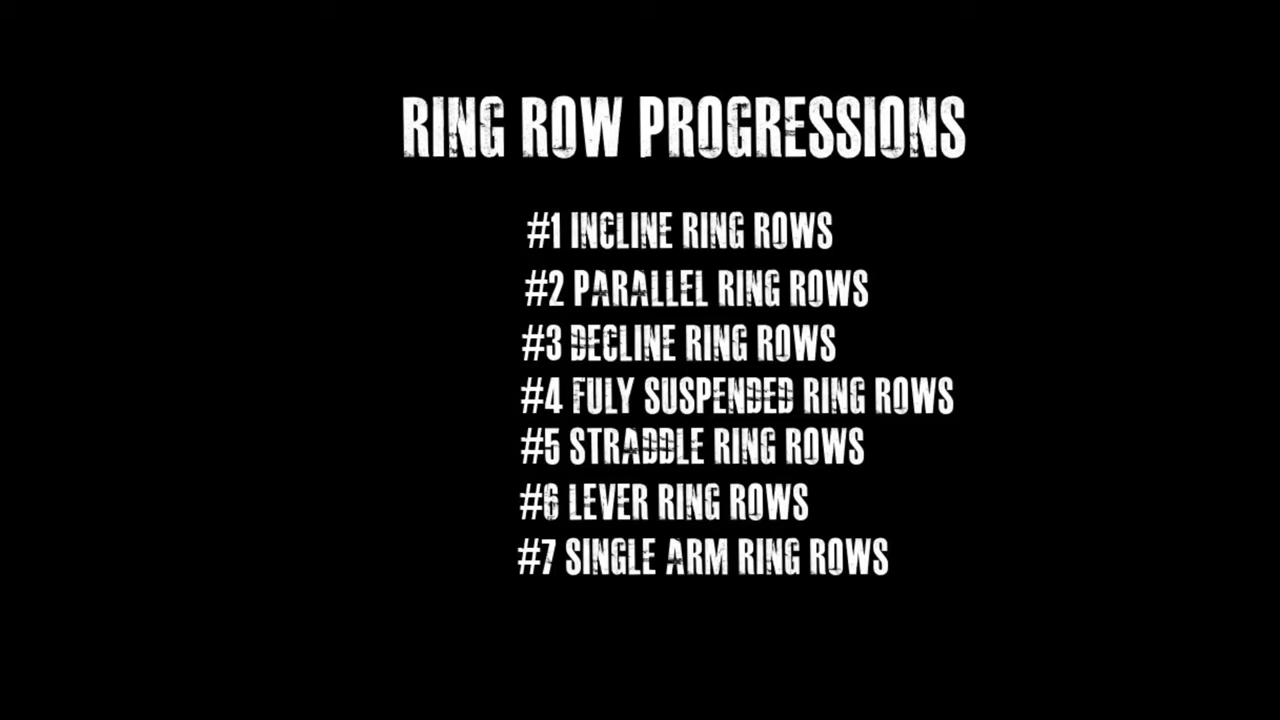 RING ROW PROGRESSIONS
#1 INCLINE RING ROWS
#2 PARALLEL RING ROWS
#3 DECLINE RING ROWS
#4 FULY SUSPENDED RING ROWS
#5 STRADDLE RING ROWS
#6 LEVER RING ROWS
#7 SINGLE ARM RING ROWS